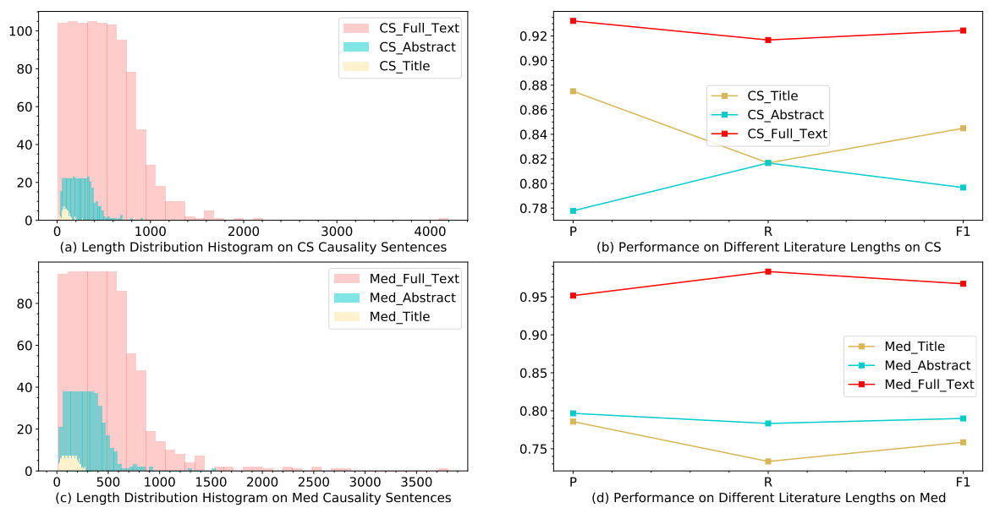 100
80
60
40
20
0
0
1000
2000
3000
4000
CS_Full_Text
CS_Abstract
CS_Title
(a) Length Distribution Histogram on CS Causality Sentences
0.92
0.90
0.88
0.86
0.84
0.82
0.80
0.78
P
R
F1
CS_Title
CS_Abstract
CS_Full_Text
(b) Performance on Different Literature Lengths on CS
80
60
40
20
0
0
500
1000
1500
2000
2500
3000
3500
Med_Full_Text
Med_Abstract
Med_Title
(c) Length Distribution Histogram on Med Causality Sentences
0.95
0.90
0.85
0.80
0.75
P
R
F1
Med_Title
Med_Abstract
Med_Full_Text
(d) Performance on Different Literature Lengths on Med